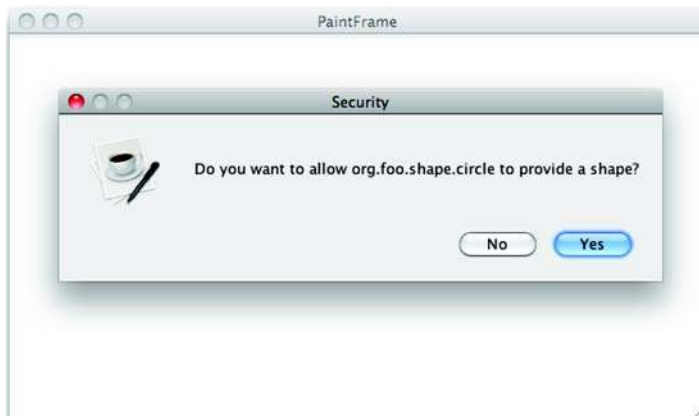 PaintFrame
Security
Do you want to allow org.foo.shape.circle to provide a shape?
No
Yes